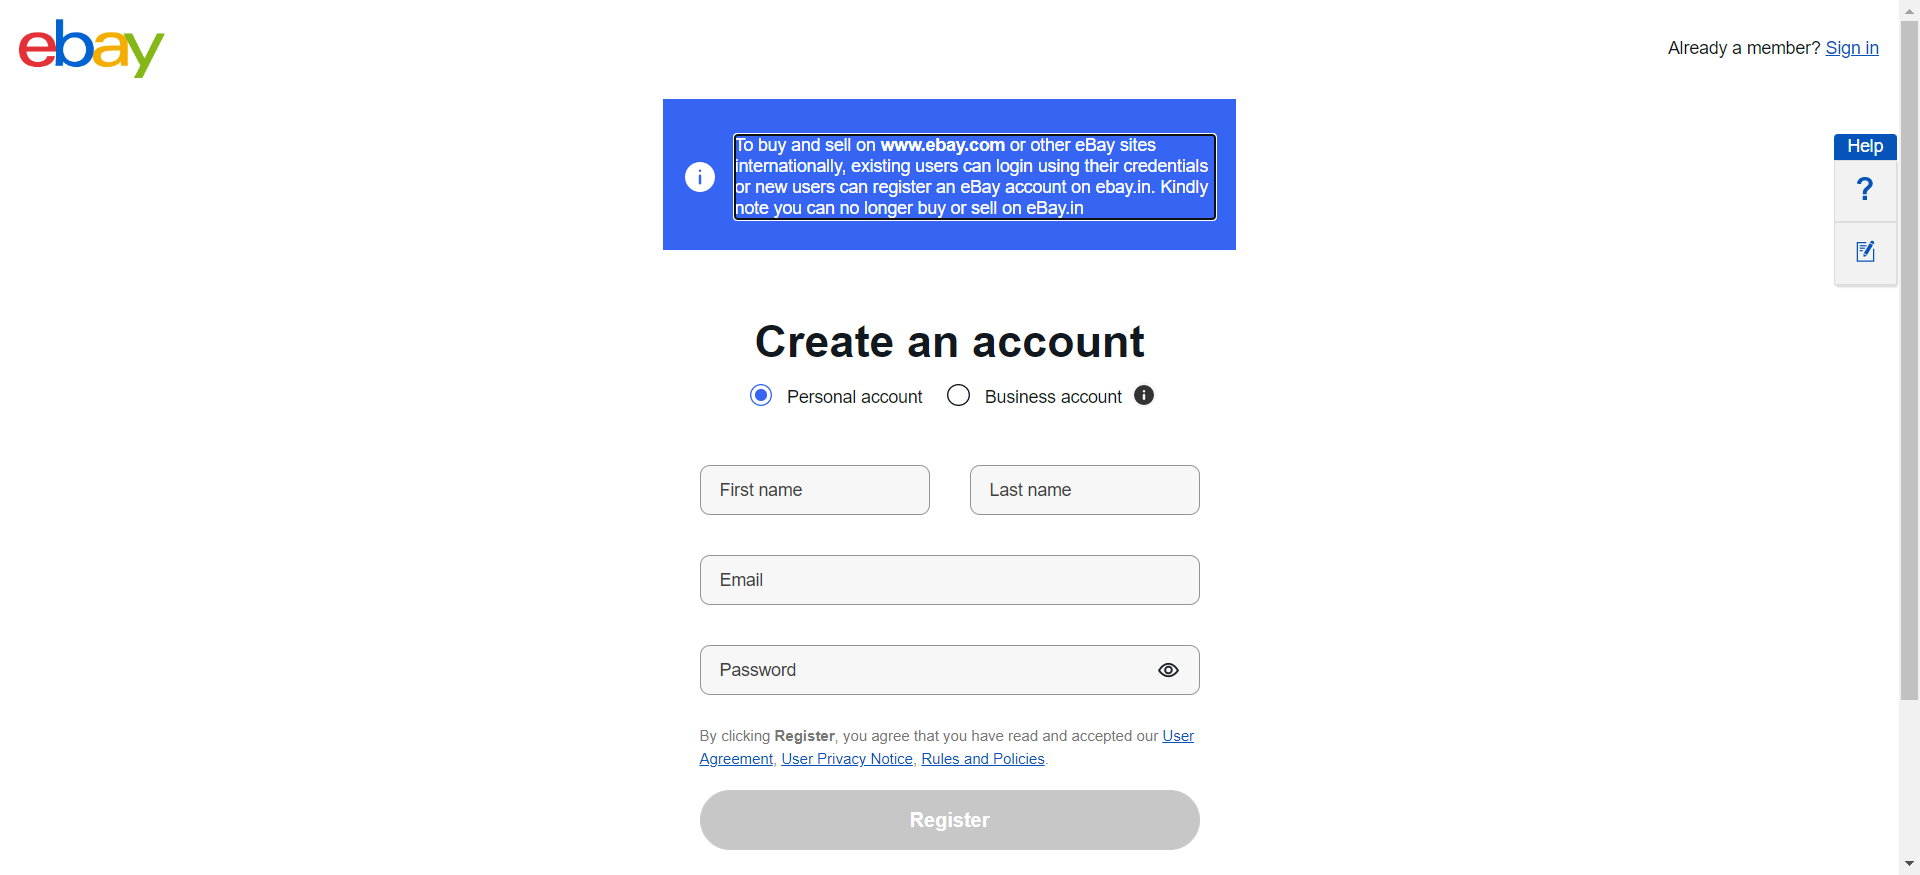 ebay
Already a member? Sign in
To buy and sell on www.ebay.com or other eBay sites
internationally, existing users can login using their credentials
or new users can register an eBay account on ebay.in. Kindly
note you can no longer buy or sell on eBay.in
Help
?
Create an account
Personal account
Business account
First name
Last name
Email
Password
By clicking Register, you agree that you have read and accepted our User
Agreement, User Privacy Notice, Rules and Policies.
Register